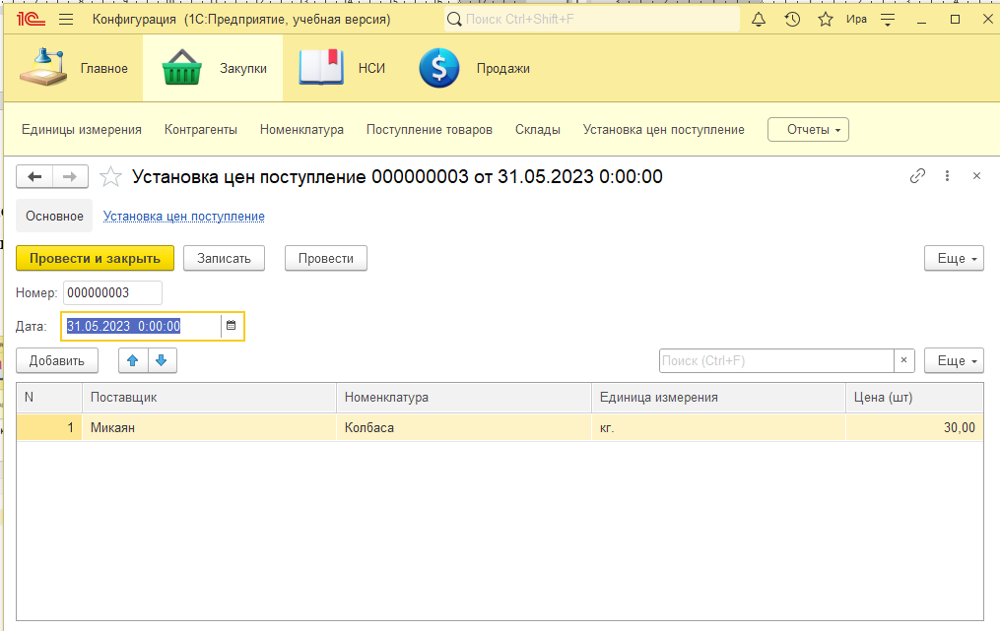 1С Конфигурация (1С:Предприятие, учебная версия) Поиск Ctrl+Shift+F Ира
Главное Закупки НСИ Продажи
Единицы измерения Контрагенты Номенклатура Поступление товаров Склады Установка цен поступление Отчеты
Установка цен поступление 000000003 от 31.05.2023 0:00:00
Основное Установка цен поступление
Провести и закрыть Записать Провести Еще
Номер: 000000003
Дата: 31.05.2023 0:00:00
Добавить Поиск (Ctrl+F) × Еще
N Поставщик Номенклатура Единица измерения Цена (шт)
1 Микаян Колбаса кг. 30,00